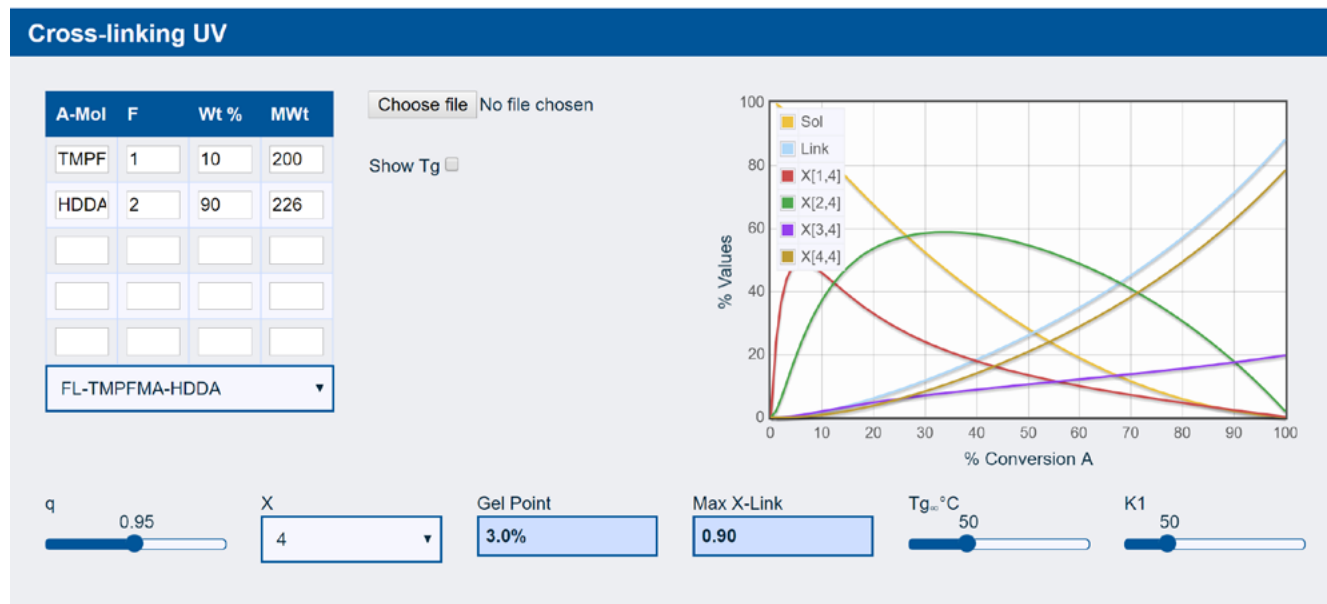 Cross-linking UV
A-Mol F Wt % MWt
TMPF 1 10 200
HDDA 2 90 226
FL-TMPFMA-HDDA
Choose file No file chosen
Show Tg
100
80
60
40
20
0
% Values
Sol
Link
X[1,4]
X[2,4]
X[3,4]
X[4,4]
0 10 20 30 40 50 60 70 80 90 100
% Conversion A
q
0.95
X
4
Gel Point
3.0%
Max X-Link
0.90
Tg∞°C
50
K1
50